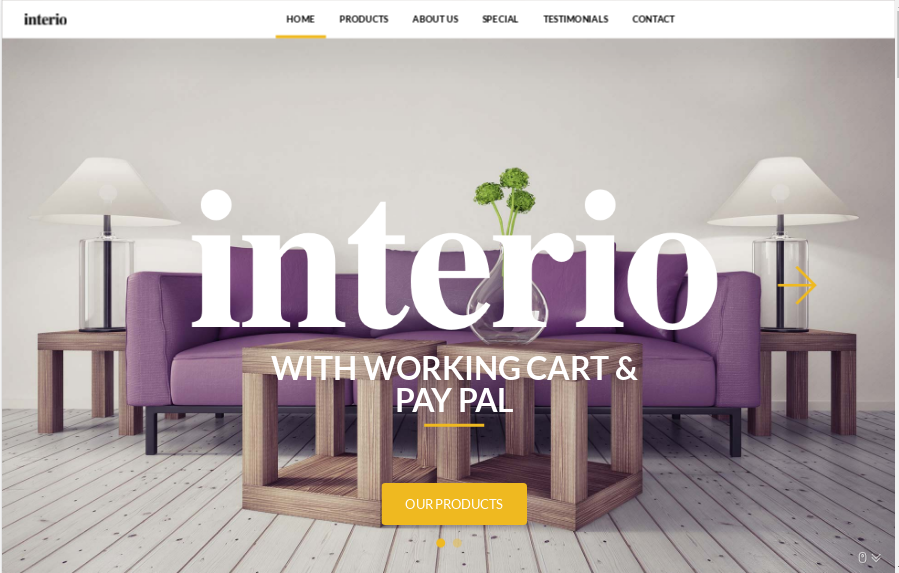 interio
HOME PRODUCTS ABOUT US SPECIAL TESTIMONIALS CONTACT
interio
WITH WORKING CART &
PAY PAL
OUR PRODUCTS